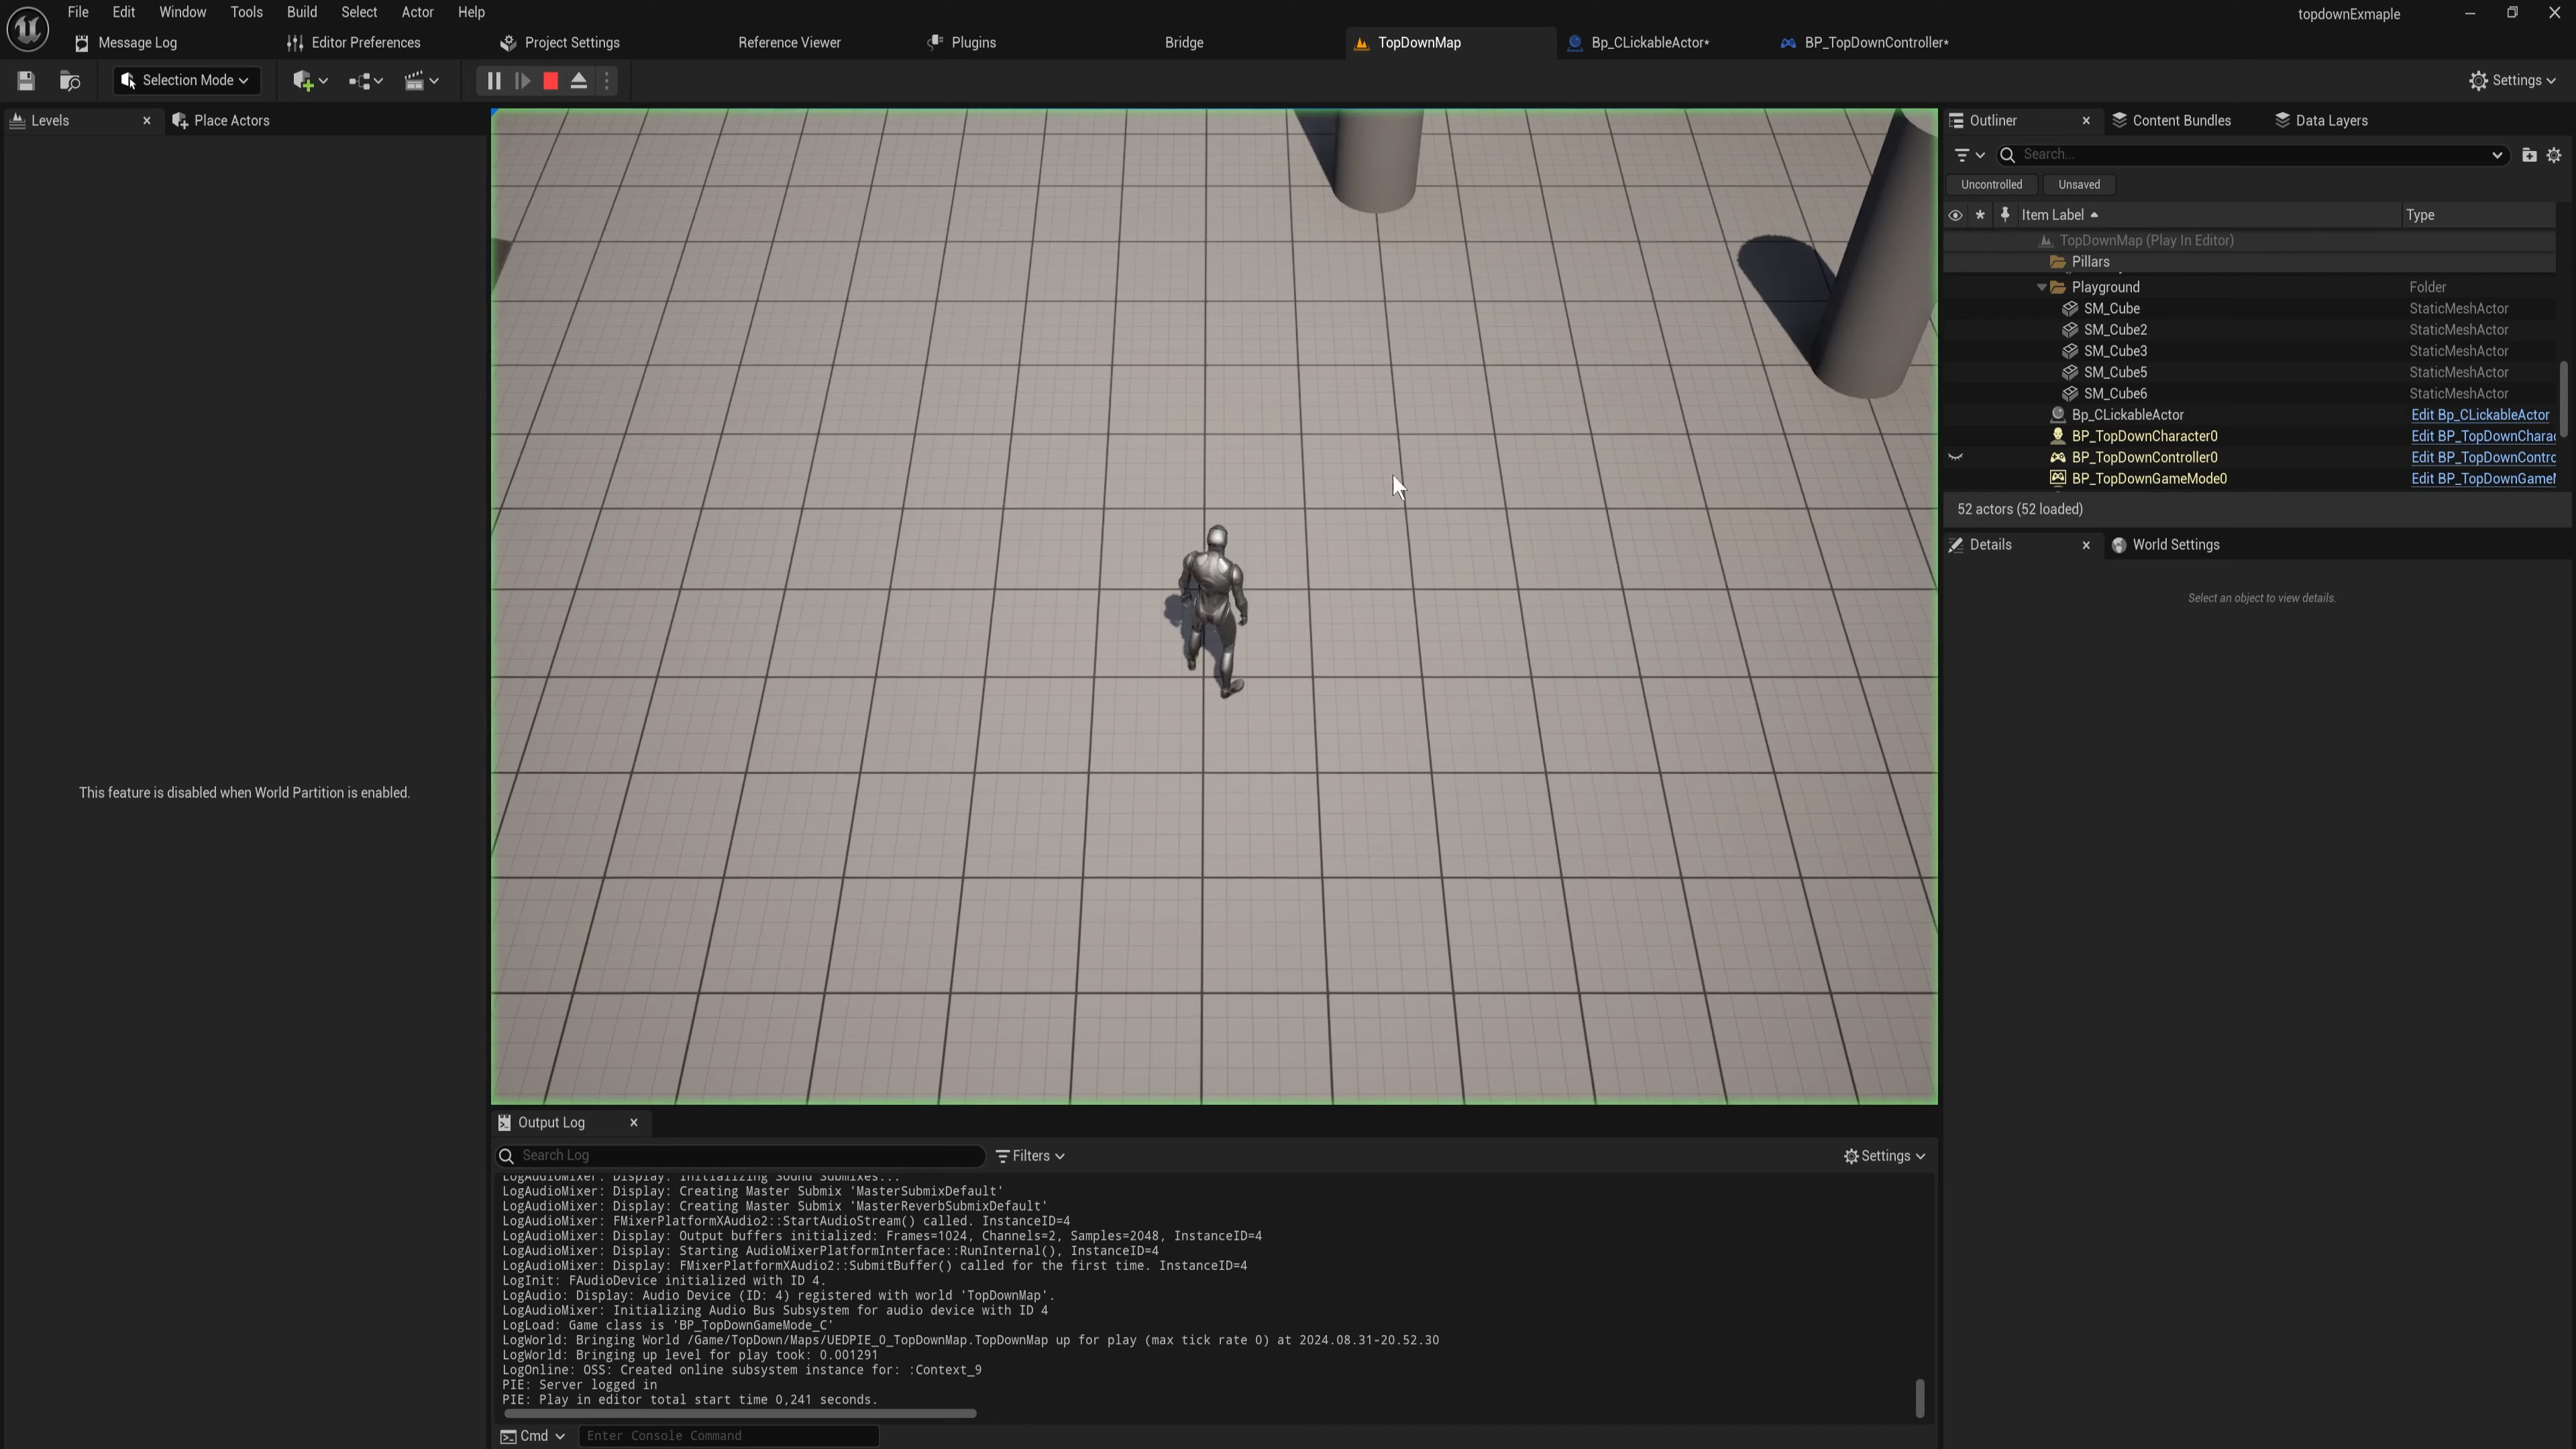 File Edit Window Tools Build Select Actor Help
topdownExmaple
Message Log
Editor Preferences
Project Settings
Reference Viewer
Plugins
Bridge
TopDownMap
Bp_CLickableActor*
BP_TopDownController*
Selection Mode
Settings
Levels
Place Actors
This feature is disabled when World Partition is enabled.
Outliner
Content Bundles
Data Layers
Search...
Uncontrolled
Unsaved
Item Label
Type
TopDownMap (Play In Editor)
Pillars
Playground Folder
SM_Cube StaticMeshActor
SM_Cube2 StaticMeshActor
SM_Cube3 StaticMeshActor
SM_Cube5 StaticMeshActor
SM_Cube6 StaticMeshActor
Bp_CLickableActor Edit Bp_CLickableActor
BP_TopDownCharacter0 Edit BP_TopDownCharac
BP_TopDownController0 Edit BP_TopDownContro
BP_TopDownGameMode0 Edit BP_TopDownGame
52 actors (52 loaded)
Details
World Settings
Select an object to view details.
Output Log
Search Log
Filters
Settings
LogAudioMixer: Display: Initializing Sound Submixes...
LogAudioMixer: Display: Creating Master Submix 'MasterSubmixDefault'
LogAudioMixer: Display: Creating Master Submix 'MasterReverbSubmixDefault'
LogAudioMixer: FMixerPlatformXAudio2::StartAudioStream() called. InstanceID=4
LogAudioMixer: Display: Output buffers initialized: Frames=1024, Channels=2, Samples=2048, InstanceID=4
LogAudioMixer: Display: Starting AudioMixerPlatformInterface::RunInternal(), InstanceID=4
LogAudioMixer: Display: FMixerPlatformXAudio2::SubmitBuffer() called for the first time. InstanceID=4
LogInit: FAudioDevice initialized with ID 4.
LogAudio: Display: Audio Device (ID: 4) registered with world 'TopDownMap'.
LogAudioMixer: Initializing Audio Bus Subsystem for audio device with ID 4
LogLoad: Game class is 'BP_TopDownGameMode_C'
LogWorld: Bringing World /Game/TopDown/Maps/UEDPIE_0_TopDownMap.TopDownMap up for play (max tick rate 0) at 2024.08.31-20.52.30
LogWorld: Bringing up level for play took: 0.001291
LogOnline: OSS: Created online subsystem instance for: :Context_9
PIE: Server logged in
PIE: Play in editor total start time 0,241 seconds.
Cmd
Enter Console Command